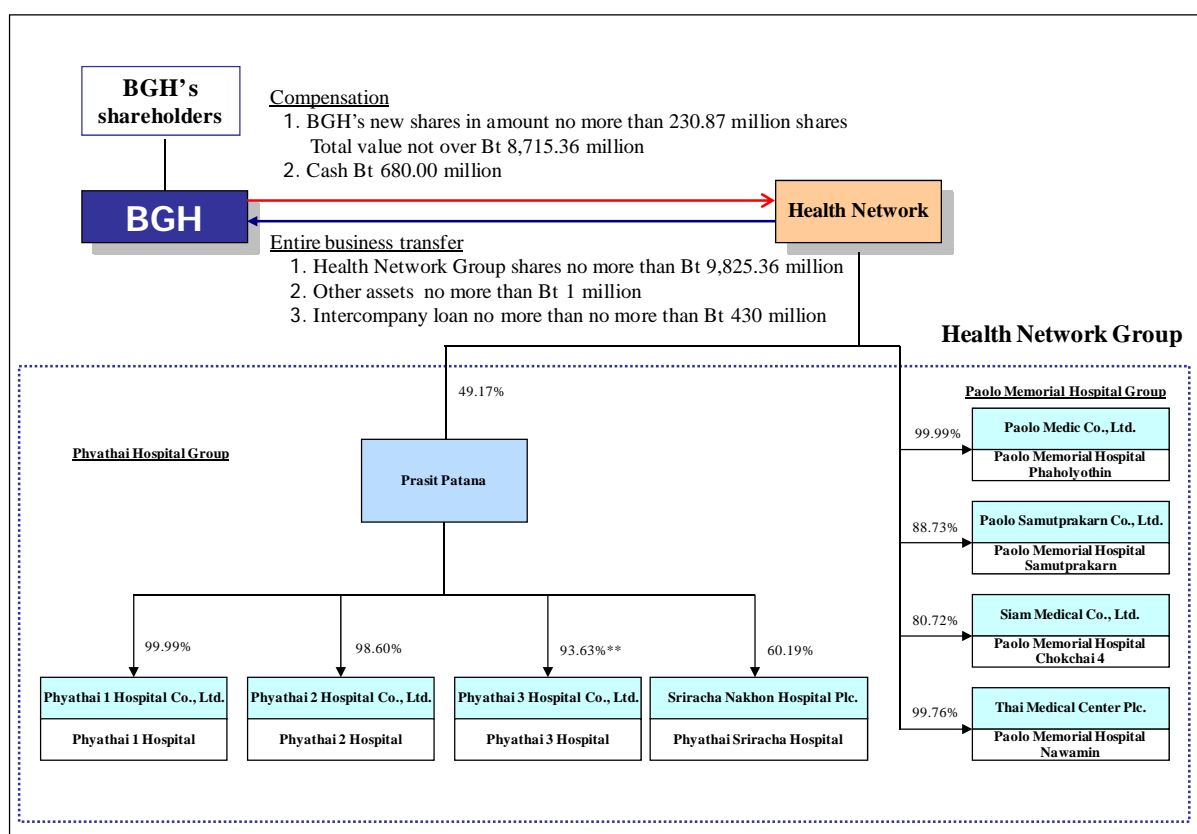 BGH's
shareholders
Compensation
1. BGH's new shares in amount no more than 230.87 million shares
Total value not over Bt 8,715.36 million
2. Cash Bt 680.00 million
BGH
Health Network
Entire business transfer
1. Health Network Group shares no more than Bt 9,825.36 million
2. Other assets no more than Bt 1 million
3. Intercompany loan no more than no more than Bt 430 million
Health Network Group
49.17%
Phyathai Hospital Group
Prasit Patana
99.99%
98.60%
93.63%**
60.19%
Phyathai 1 Hospital Co., Ltd.
Phyathai 1 Hospital
Phyathai 2 Hospital Co., Ltd.
Phyathai 2 Hospital
Phyathai 3 Hospital Co., Ltd.
Phyathai 3 Hospital
Sriracha Nakhon Hospital Plc.
Phyathai Sriracha Hospital
Paolo Memorial Hospital Group
99.99%
Paolo Medic Co., Ltd.
Paolo Memorial Hospital
Phaholyothin
88.73%
Paolo Samutprakarn Co., Ltd.
Paolo Memorial Hospital
Samutprakarn
80.72%
Siam Medical Co., Ltd.
Paolo Memorial Hospital
Chokchai 4
99.76%
Thai Medical Center Plc.
Paolo Memorial Hospital
Nawamin